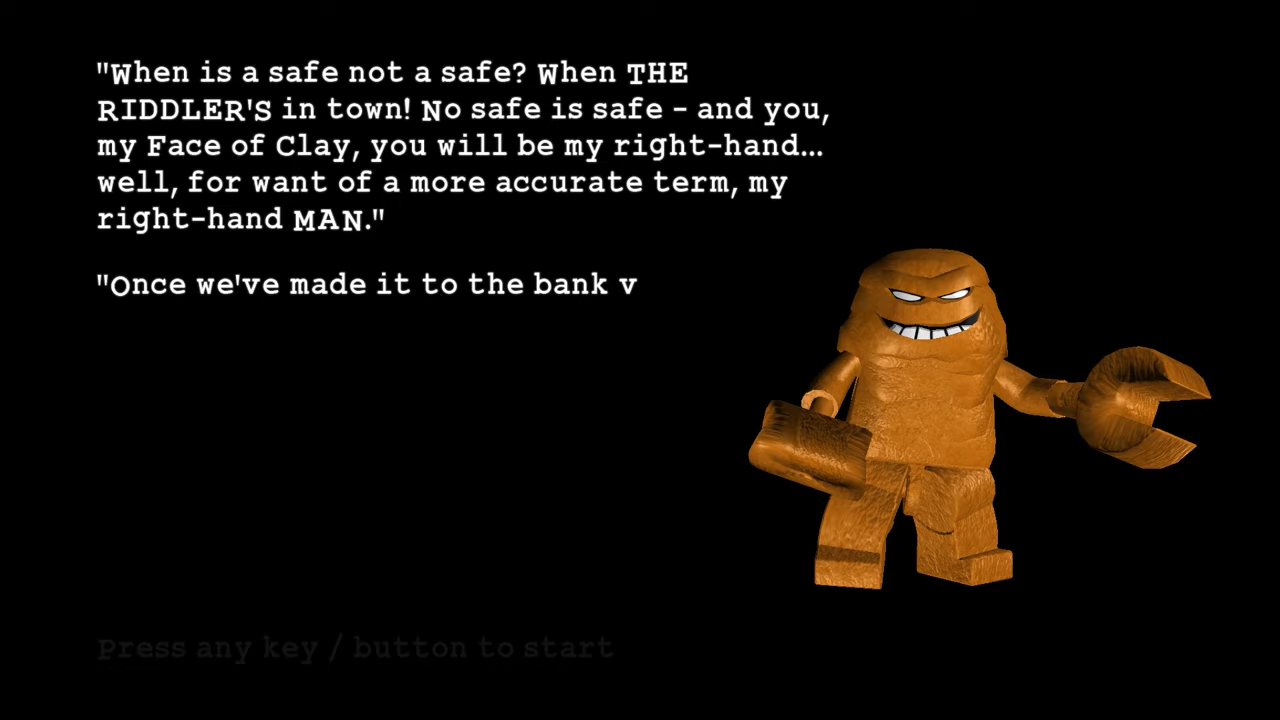 "When is a safe not a safe? When THE
RIDDLER'S in town! No safe is safe - and you,
my Face of Clay, you will be my right-hand...
well, for want of a more accurate term, my
right-hand MAN."
"Once we've made it to the bank v
Press any key / button to start